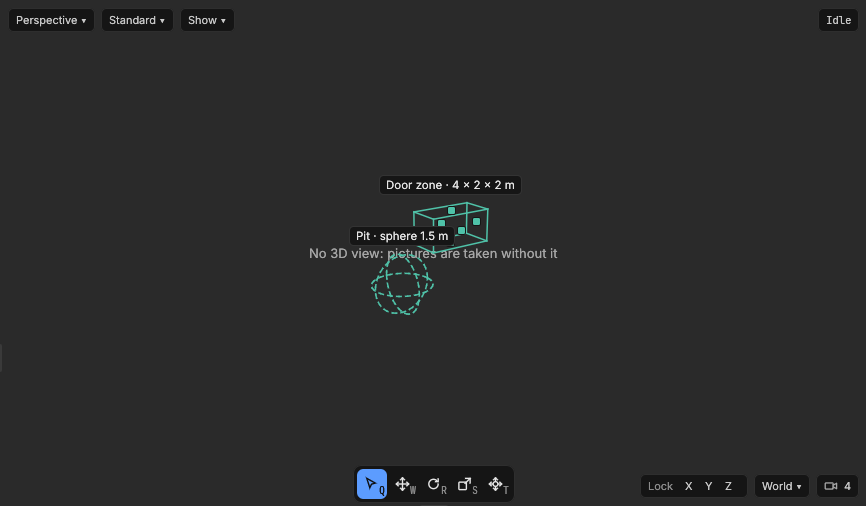 Perspective ▾ Standard ▾ Show ▾ Idle
Door zone · 4 × 2 × 2 m
Pit · sphere 1.5 m
No 3D view: pictures are taken without it
Q W R S T
Lock X Y Z World ▾ 4